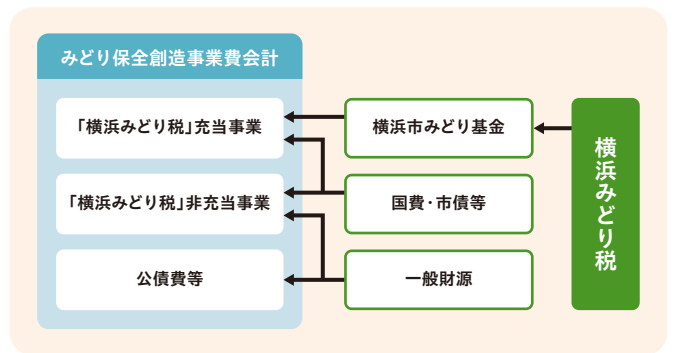 みどり保全創造事業費会計
「横浜みどり税」充当事業
横浜市みどり基金
横浜みどり税
「横浜みどり税」非充当事業
国費・市債等
公債費等
一般財源